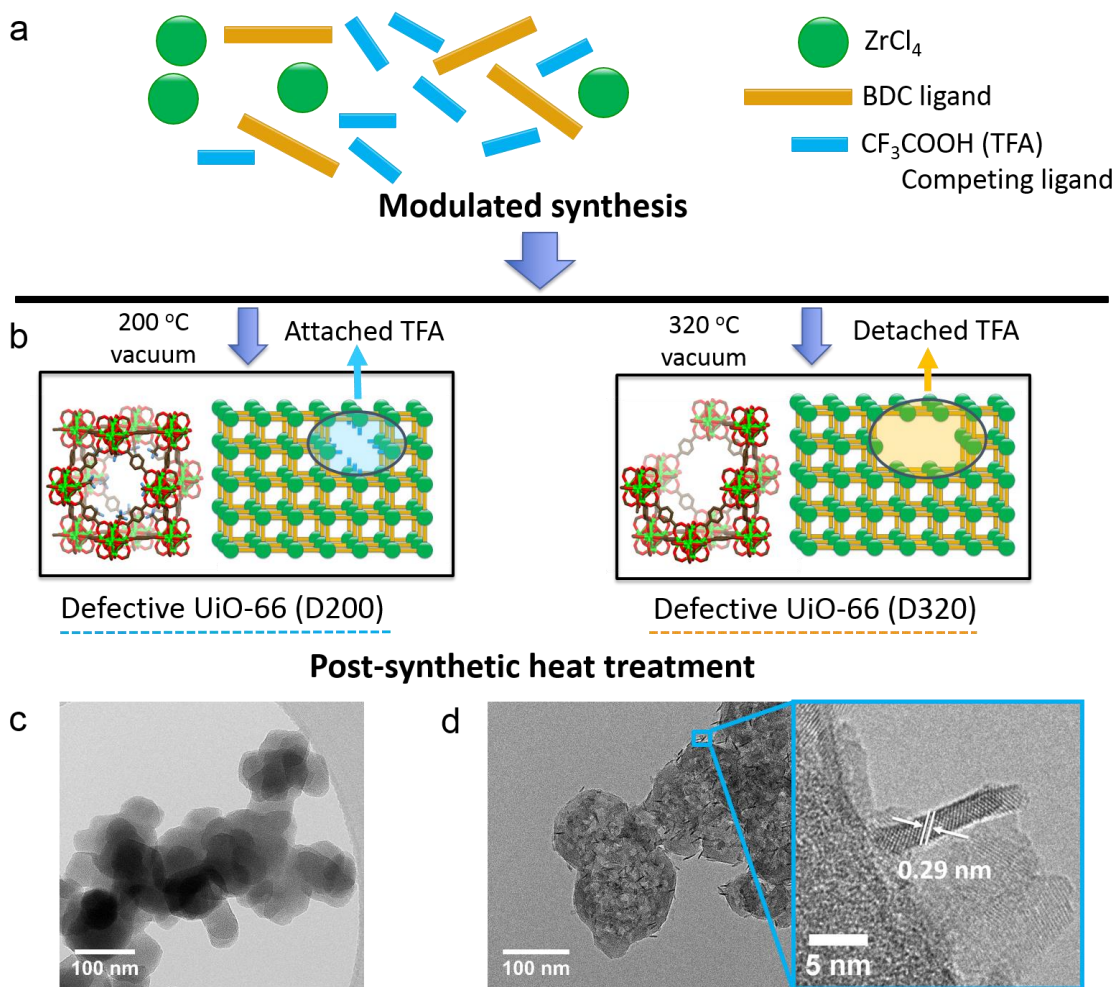 a
ZrCl₄
BDC ligand
CF₃COOH (TFA)
Competing ligand
Modulated synthesis
b
200 °C
vacuum
Attached TFA
320 °C
vacuum
Detached TFA
Defective UiO-66 (D200)
Defective UiO-66 (D320)
Post-synthetic heat treatment
c
100 nm
d
100 nm
0.29 nm
5 nm